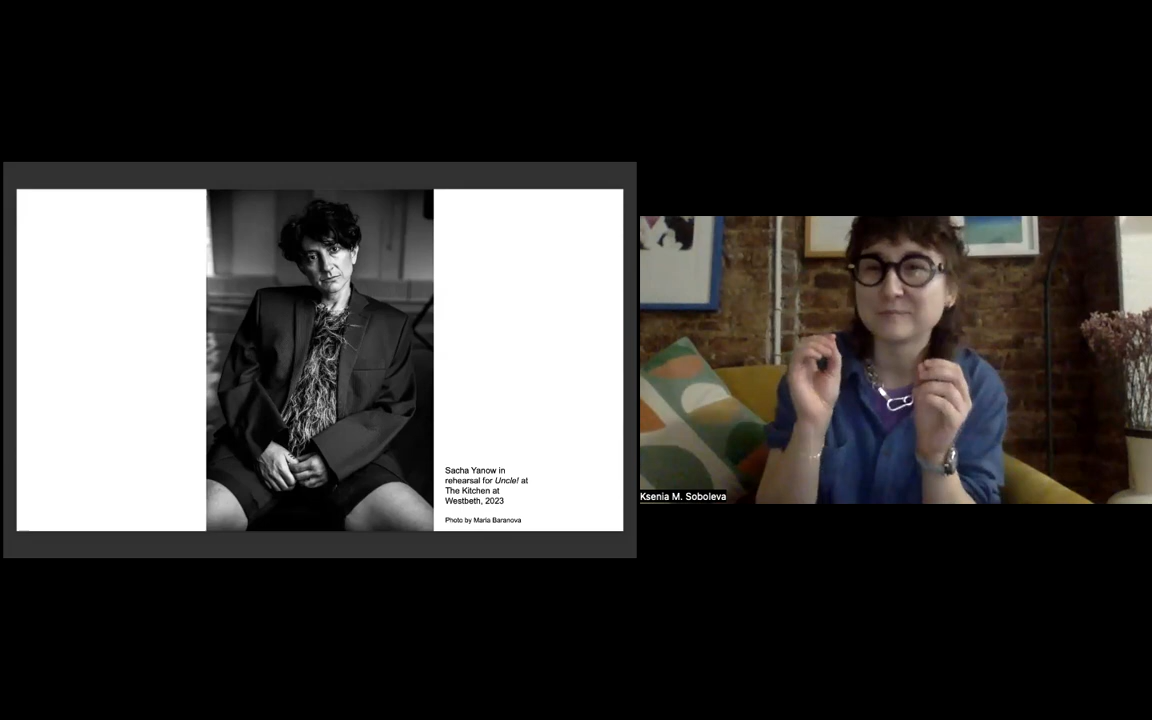 Sacha Yanow in
rehearsal for Uncle! at
The Kitchen at
Westbeth, 2023
Photo by Maria Baranova
Ksenia M. Soboleva